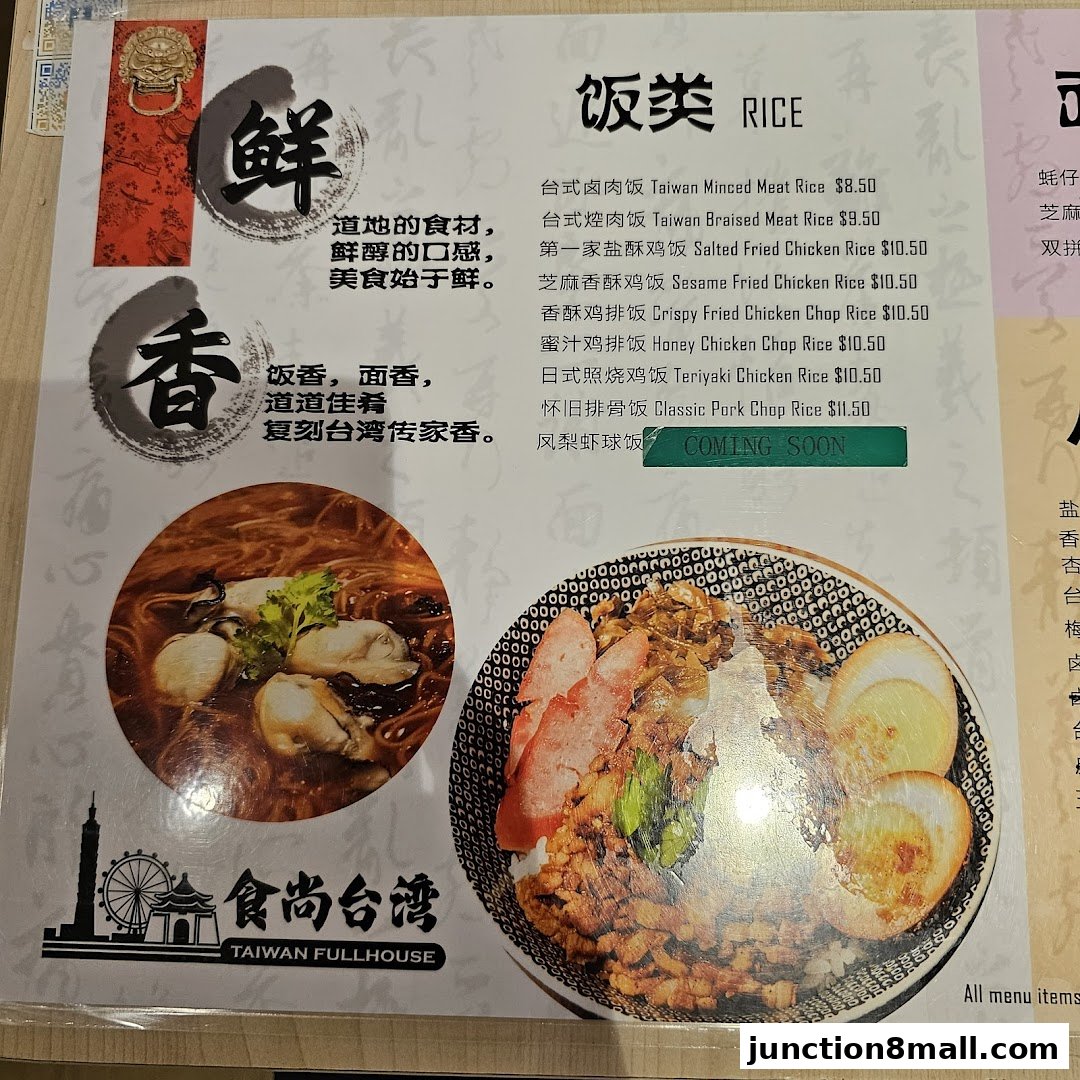 鲜
道地的食材，
鲜醇的口感，
美食始于鲜。
香
饭香，面香，
道道佳肴
复刻台湾传家香。
饭类 RICE
台式卤肉饭 Taiwan Minced Meat Rice $8.50
台式焢肉饭 Taiwan Braised Meat Rice $9.50
第一家盐酥鸡饭 Salted Fried Chicken Rice $10.50
芝麻香酥鸡饭 Sesame Fried Chicken Rice $10.50
香酥鸡排饭 Crispy Fried Chicken Chop Rice $10.50
蜜汁鸡排饭 Honey Chicken Chop Rice $10.50
日式照烧鸡饭 Teriyaki Chicken Rice $10.50
怀旧排骨饭 Classic Pork Chop Rice $11.50
凤梨虾球饭 COMING SOON
食尚台湾
TAIWAN FULLHOUSE
蚝仔
芝麻
双拼
盐
香
杏
台
梅
卤
台
All menu items
junction8mall.com